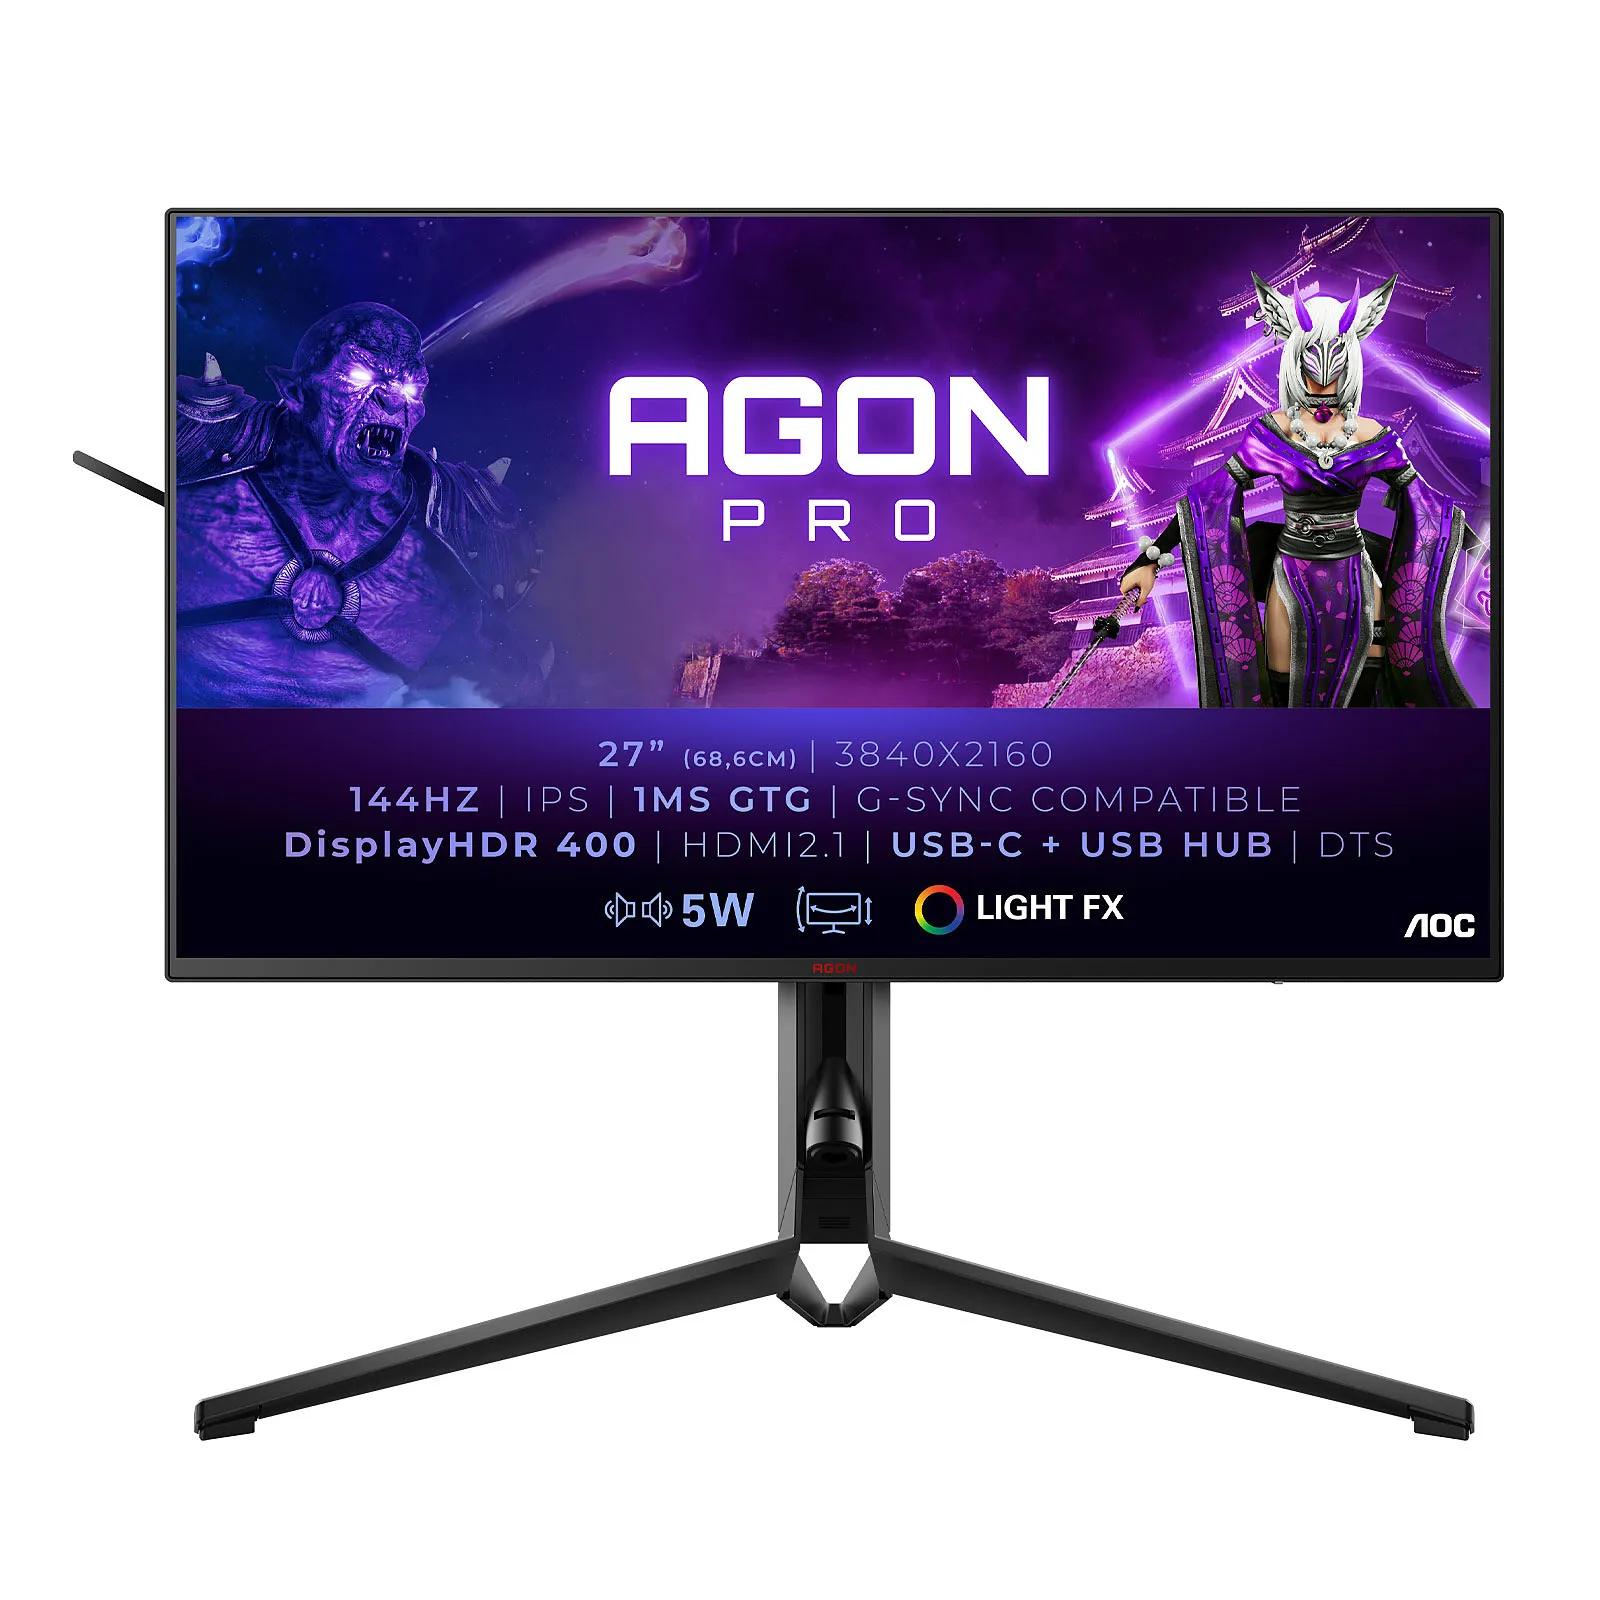 AGON
PRO
27” (68,6CM) | 3840X2160
144HZ | IPS | 1MS GTG | G-SYNC COMPATIBLE
DisplayHDR 400 | HDMI2.1 | USB-C + USB HUB | DTS
5W LIGHT FX
AOC
AGON